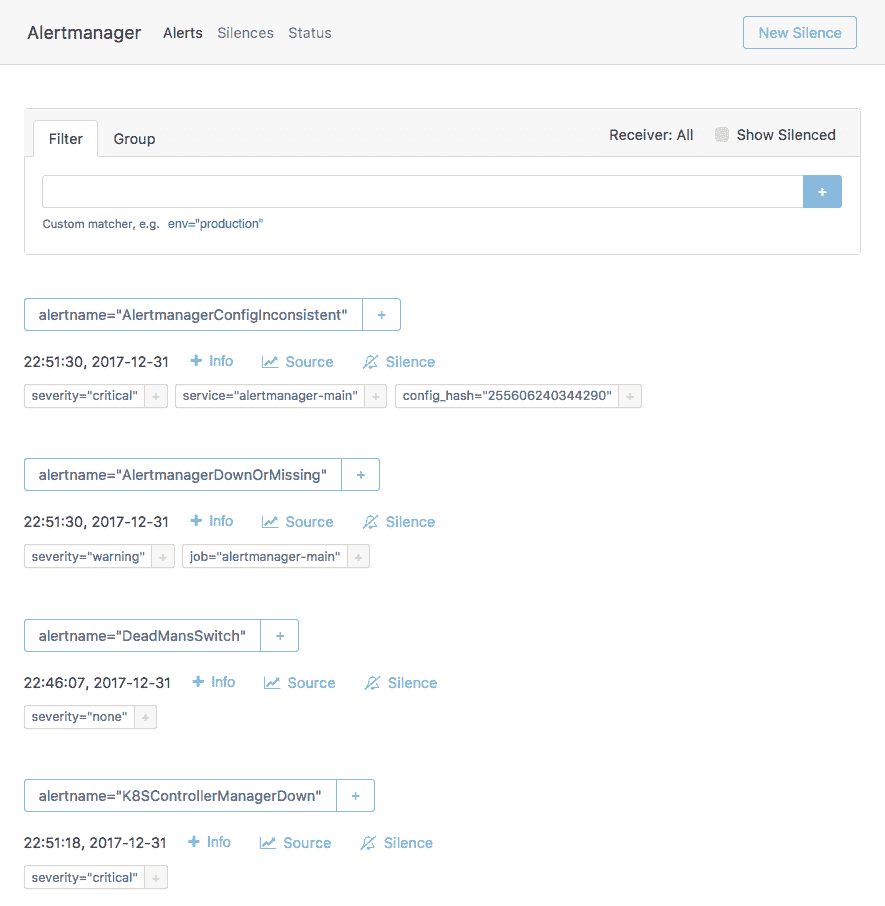 Alertmanager Alerts Silences Status New Silence
Filter Group Receiver: All Show Silenced
+
Custom matcher, e.g. env="production"
alertname="AlertmanagerConfigInconsistent" +
22:51:30, 2017-12-31 + Info Source Silence
severity="critical" + service="alertmanager-main" + config_hash="255606240344290" +
alertname="AlertmanagerDownOrMissing" +
22:51:30, 2017-12-31 + Info Source Silence
severity="warning" + job="alertmanager-main" +
alertname="DeadMansSwitch" +
22:46:07, 2017-12-31 + Info Source Silence
severity="none" +
alertname="K8SControllerManagerDown" +
22:51:18, 2017-12-31 + Info Source Silence
severity="critical" +